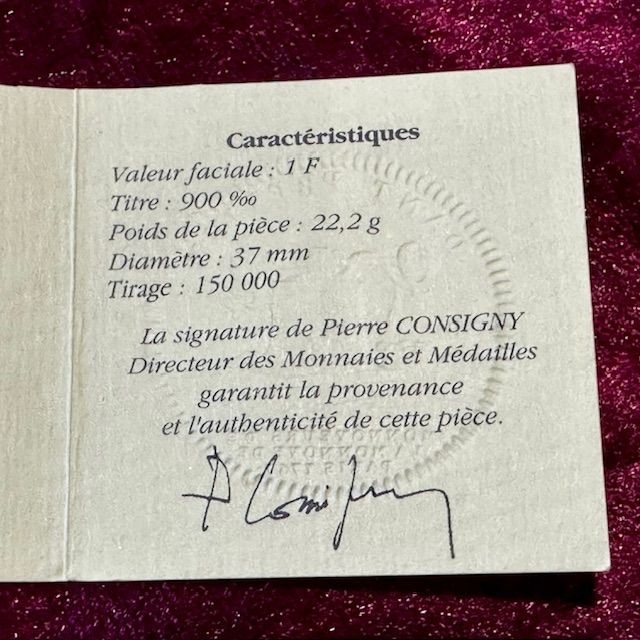 Caractéristiques
Valeur faciale : 1 F
Titre : 900 ‰
Poids de la pièce : 22,2 g
Diamètre : 37 mm
Tirage : 150 000
La signature de Pierre CONSIGNY
Directeur des Monnaies et Médailles
garantit la provenance
et l'authenticité de cette pièce.
P Consigny